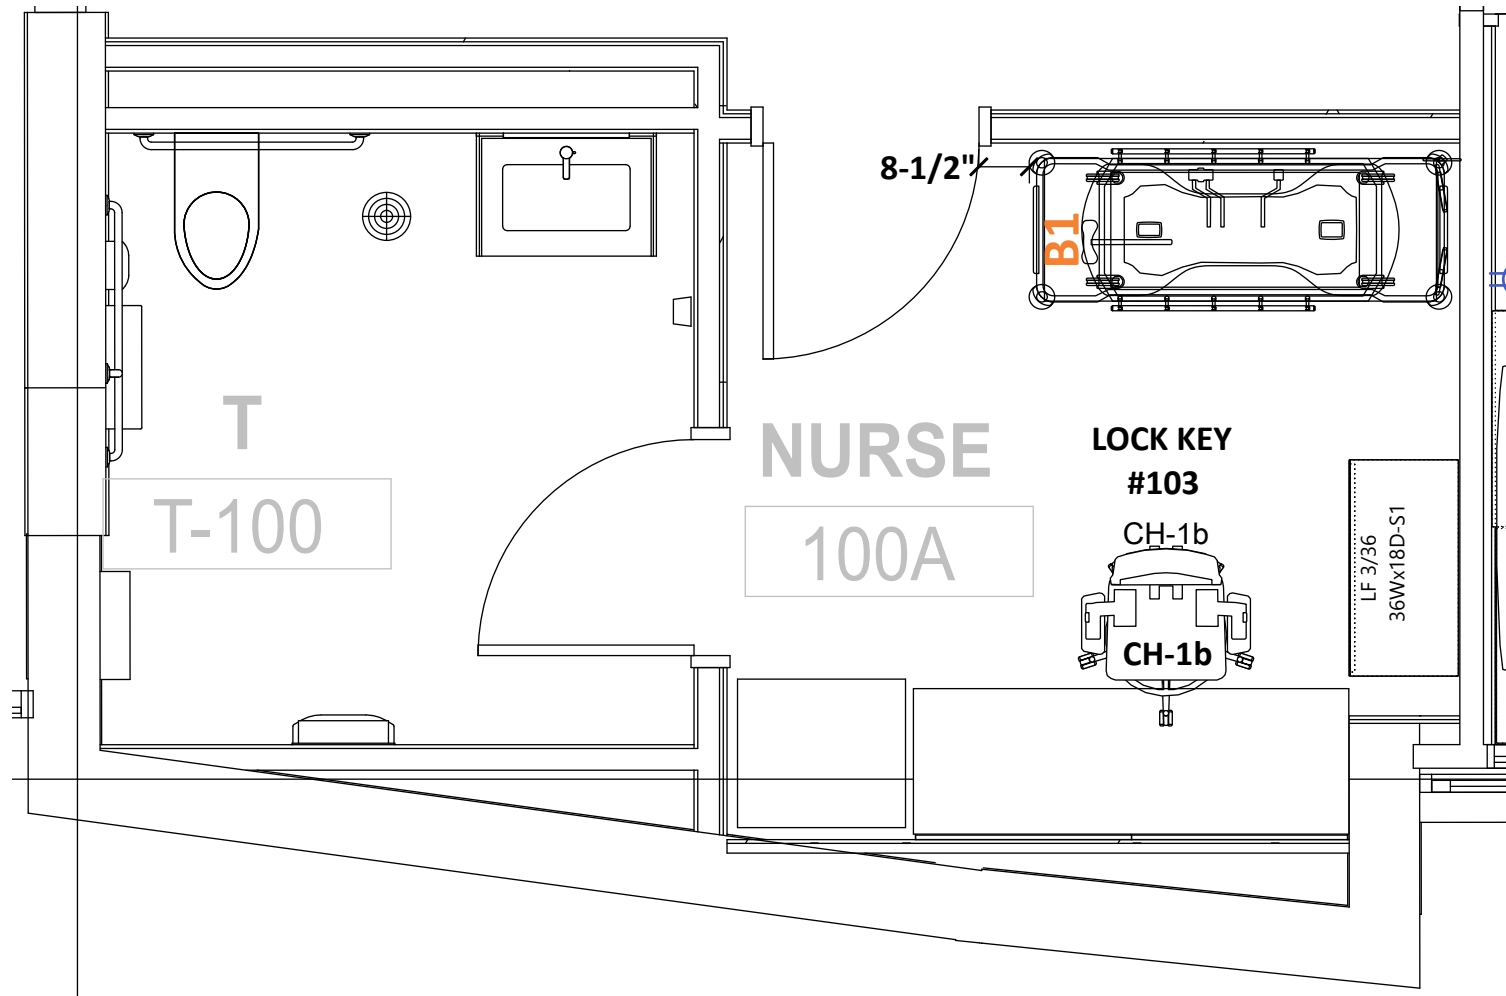 8-1/2"
B1
T
T-100
NURSE
100A
LOCK KEY
#103
CH-1b
CH-1b
LF 3/36
36Wx18D-S1